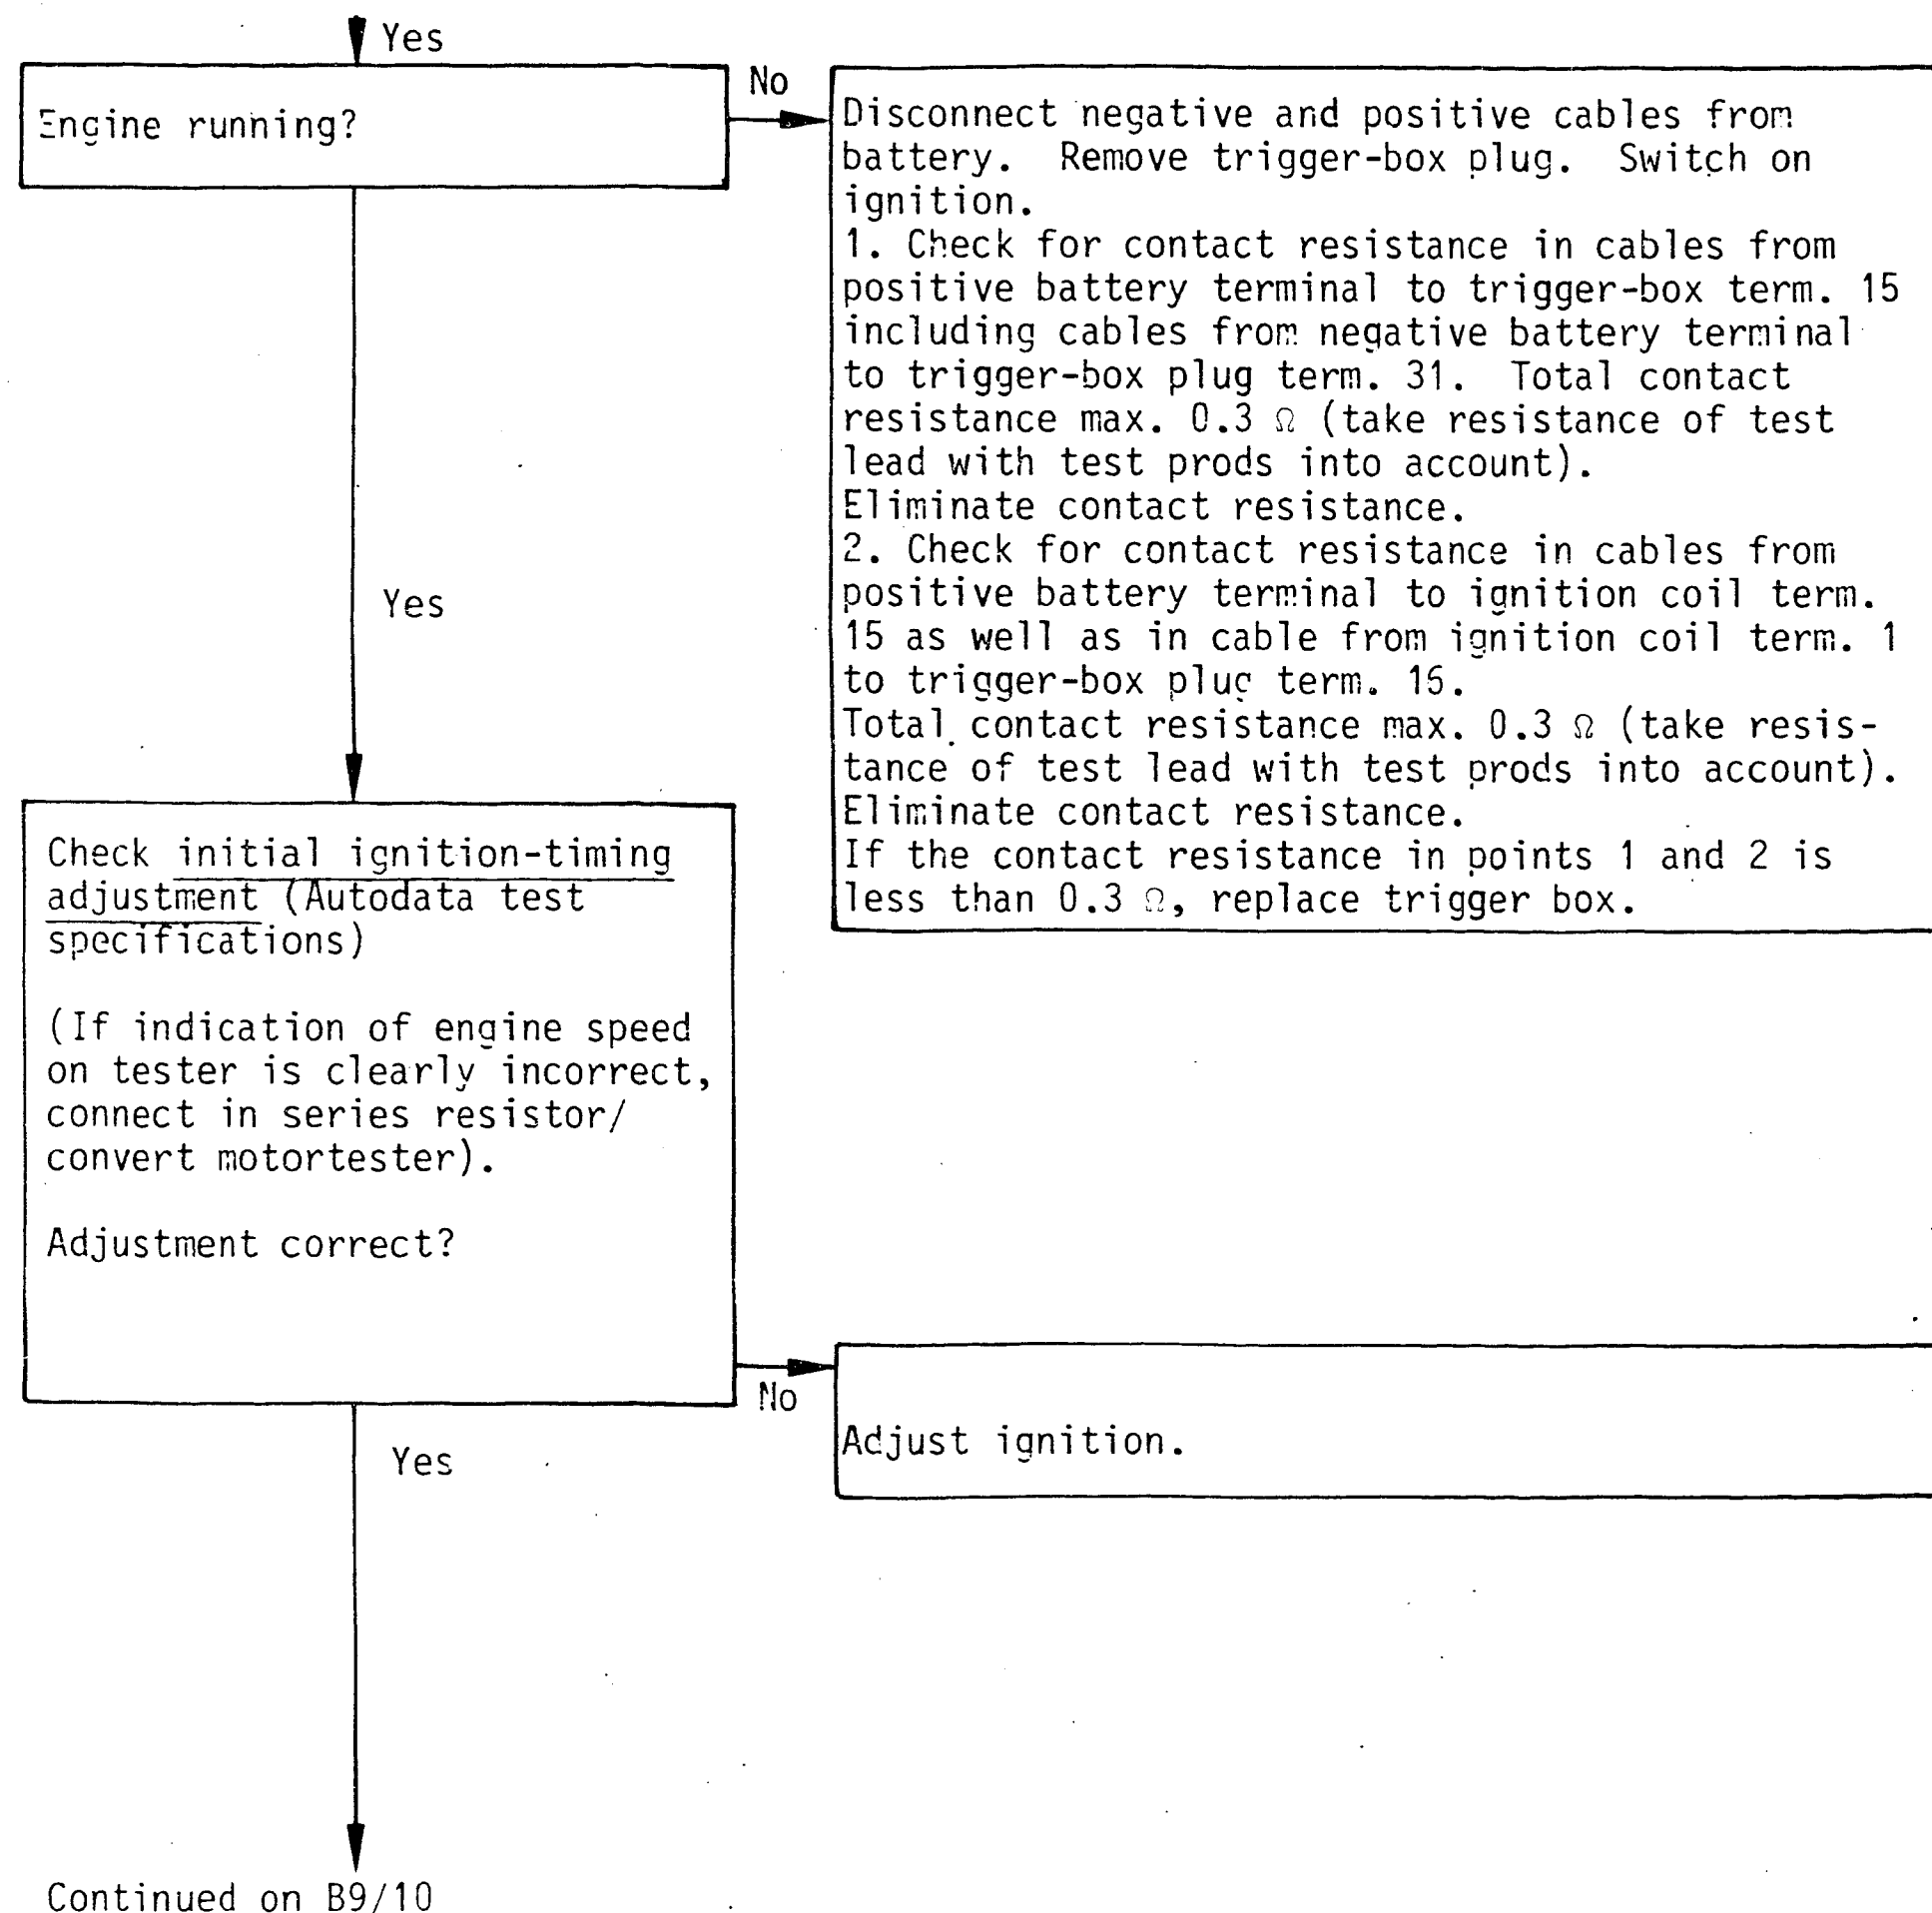 Yes
Engine running?
No
Disconnect negative and positive cables from
battery. Remove trigger-box plug. Switch on
ignition.
1. Check for contact resistance in cables from
positive battery terminal to trigger-box term. 15
including cables from negative battery terminal
to trigger-box plug term. 31. Total contact
resistance max. 0.3 Ω (take resistance of test
lead with test prods into account).
Eliminate contact resistance.
2. Check for contact resistance in cables from
positive battery terminal to ignition coil term.
15 as well as in cable from ignition coil term. 1
to trigger-box plug term. 16.
Total contact resistance max. 0.3 Ω (take resis-
tance of test lead with test prods into account).
Eliminate contact resistance.
If the contact resistance in points 1 and 2 is
less than 0.3 Ω, replace trigger box.
Yes
Check initial ignition-timing
adjustment (Autodata test
specifications)
(If indication of engine speed
on tester is clearly incorrect,
connect in series resistor/
convert motortester).
Adjustment correct?
No
Adjust ignition.
Yes
Continued on B9/10